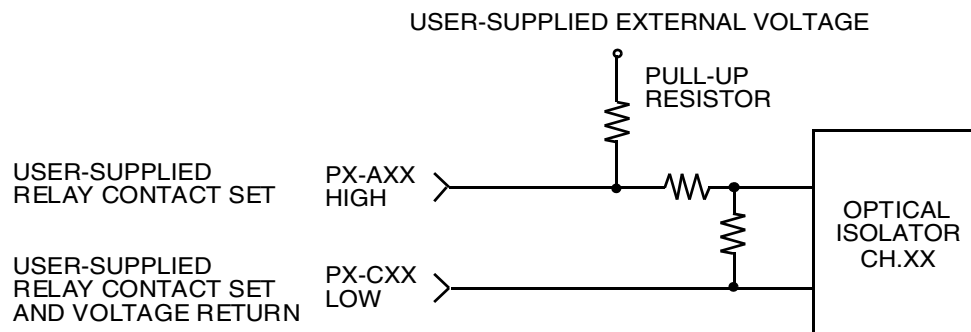 USER-SUPPLIED EXTERNAL VOLTAGE
PULL-UP
RESISTOR
USER-SUPPLIED
RELAY CONTACT SET
PX-AXX
HIGH
OPTICAL
ISOLATOR
CH.XX
USER-SUPPLIED
RELAY CONTACT SET
AND VOLTAGE RETURN
PX-CXX
LOW